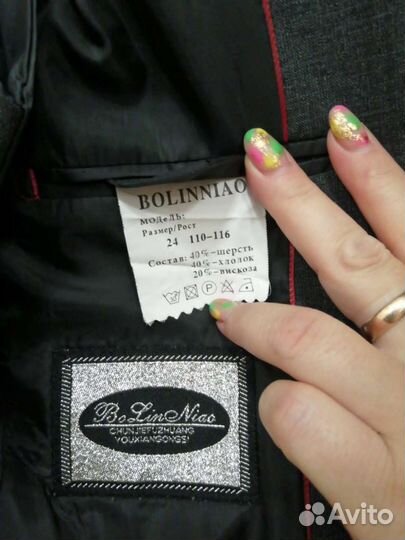 BOLINNIAO
МОДЕЛЬ:
Размер/Рост
24 110-116
Состав: 40%-шерсть
40%-хлопок
20%-вискоза
BoLinNiao
CHUNJIEFUZHUANG
YOUXIANGONGSI
Avito